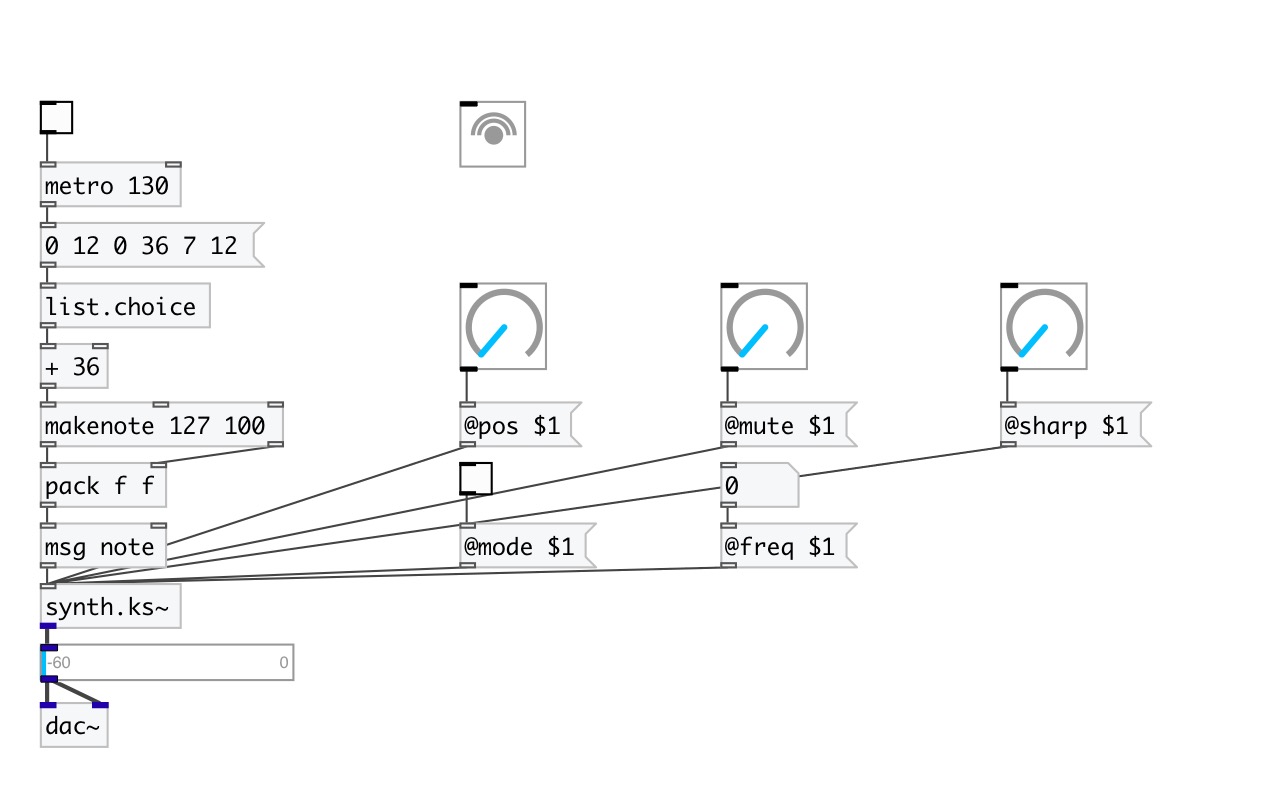 metro 130
0 12 0 36 7 12
list.choice
+ 36
makenote 127 100
@pos $1
@mute $1
@sharp $1
pack f f
0
msg note
@mode $1
@freq $1
synth.ks~
-60 0
dac~